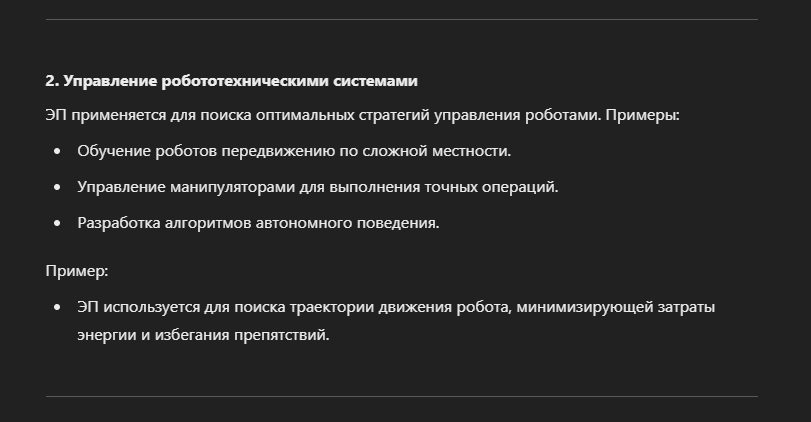 2. Управление робототехническими системами
ЭП применяется для поиска оптимальных стратегий управления роботами. Примеры:
• Обучение роботов передвижению по сложной местности.
• Управление манипуляторами для выполнения точных операций.
• Разработка алгоритмов автономного поведения.
Пример:
• ЭП используется для поиска траектории движения робота, минимизирующей затраты
энергии и избегания препятствий.